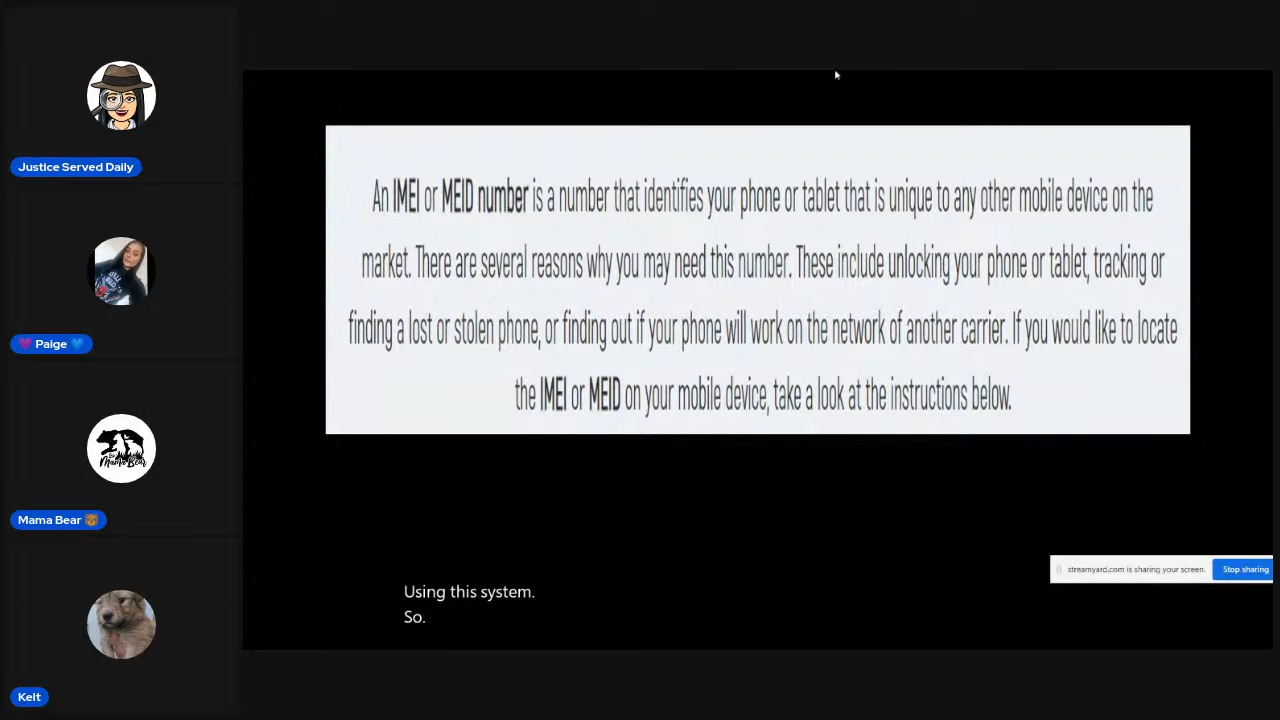 Justice Served Daily
💜 Paige 💙
Mama Bear 🐻
Kelt
An IMEI or MEID number is a number that identifies your phone or tablet that is unique to any other mobile device on the
market. There are several reasons why you may need this number. These include unlocking your phone or tablet, tracking or
finding a lost or stolen phone, or finding out if your phone will work on the network of another carrier. If you would like to locate
the IMEI or MEID on your mobile device, take a look at the instructions below.
streamyard.com is sharing your screen. Stop sharing
Using this system.
So.